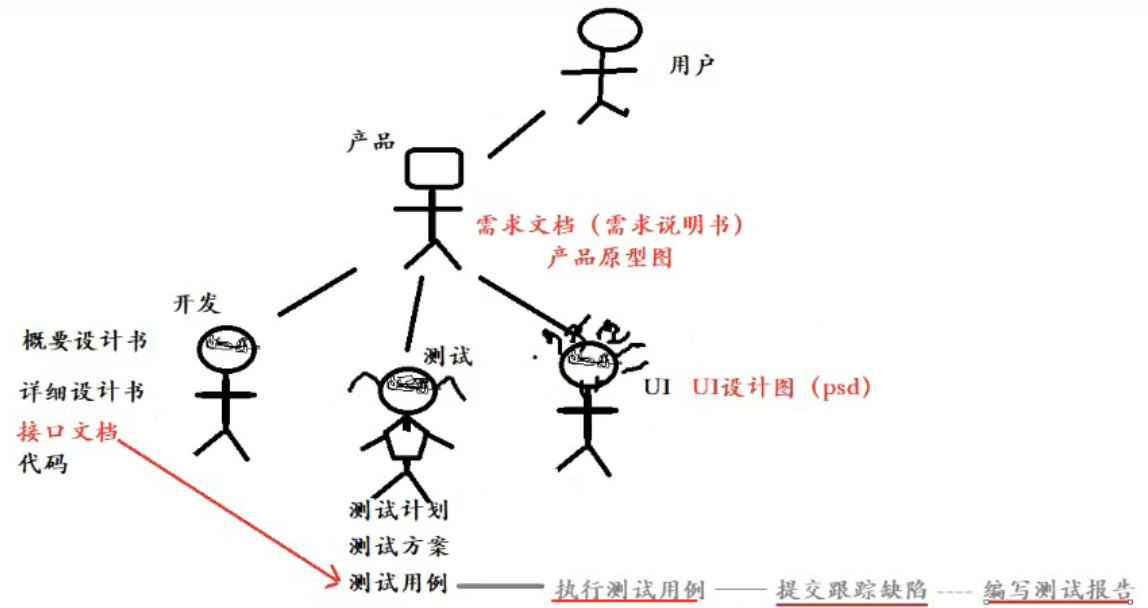 用户
产品
需求文档（需求说明书）
产品原型图
开发
概要设计书
详细设计书
接口文档
代码
测试
UI UI设计图（psd）
测试计划
测试方案
测试用例 执行测试用例 提交跟踪缺陷 编写测试报告